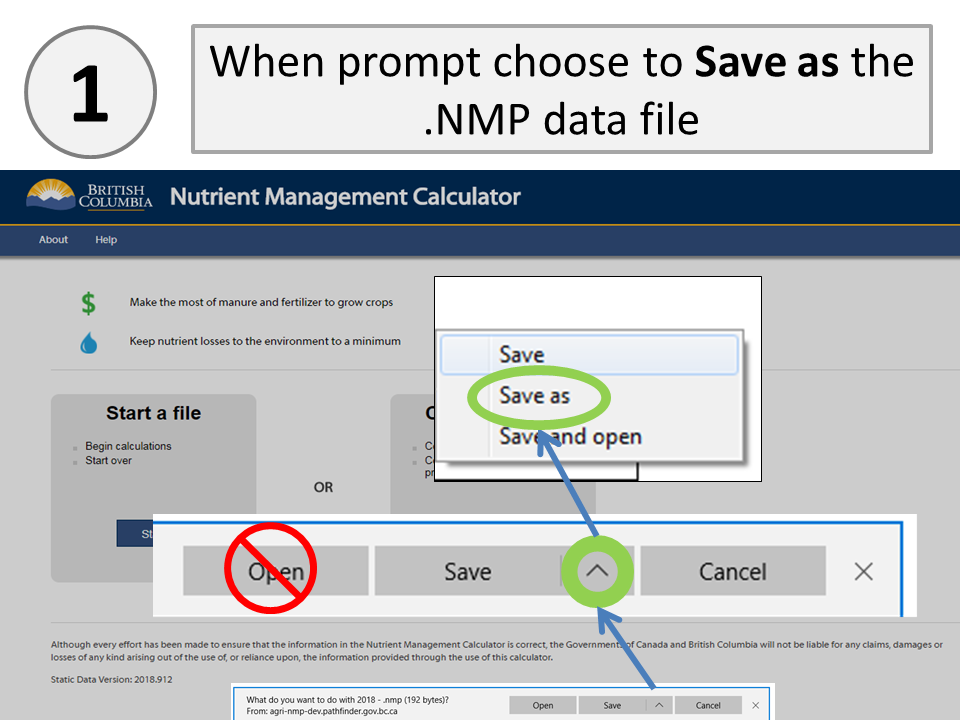 1
When prompt choose to Save as the
.NMP data file
BRITISH
COLUMBIA
Nutrient Management Calculator
About Help
$ Make the most of manure and fertilizer to grow crops
Keep nutrient losses to the environment to a minimum
Save
Save as
Save and open
Start a file
Begin calculations
Start over
OR
Open Save Cancel
Although every effort has been made to ensure that the information in the Nutrient Management Calculator is correct, the Governments of Canada and British Columbia will not be liable for any claims, damages or
losses of any kind arising out of the use of, or reliance upon, the information provided through the use of this calculator.
Static Data Version: 2018.912
What do you want to do with 2018 - .nmp (192 bytes)?
From: agri-nmp-dev.pathfinder.gov.bc.ca
Open Save Cancel